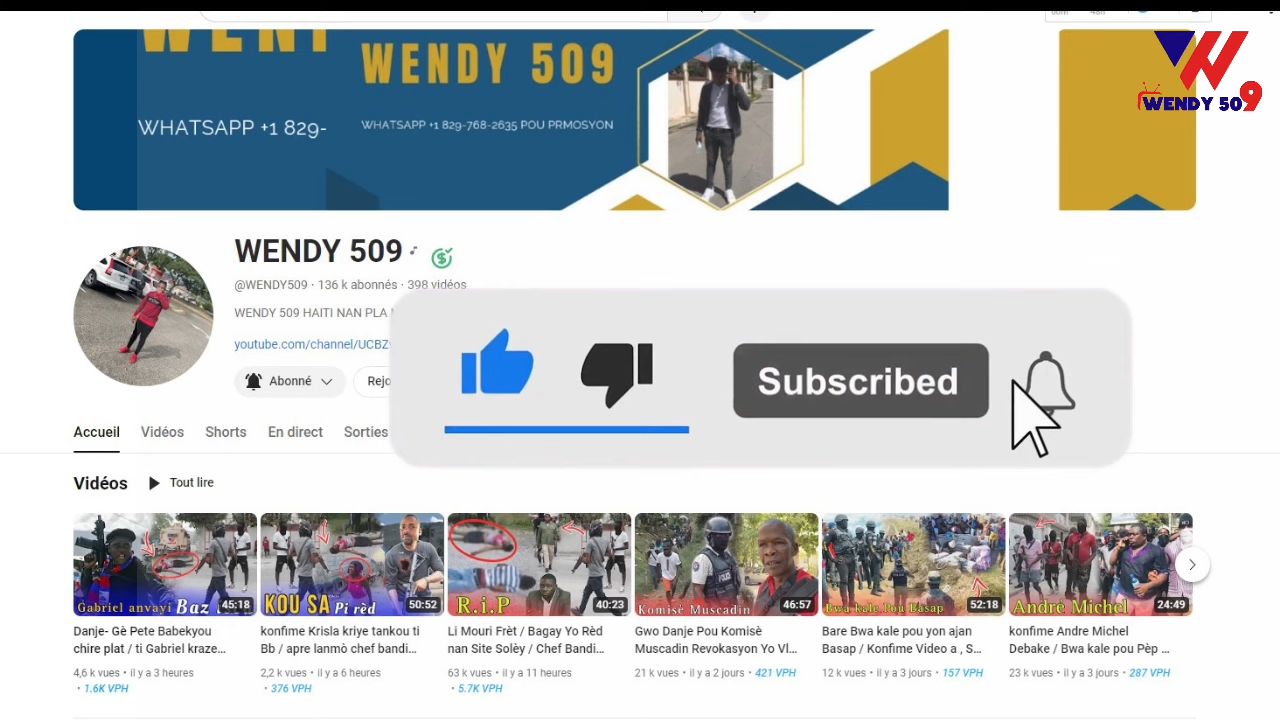 WENDY 509
WHATSAPP +1 829-
WHATSAPP +1 829-768-2635 POU PRMOSYON
WENDY 509
WENDY 509
@WENDY509 · 136 k abonnés · 398 vidéos
WENDY 509 HAITI NAN PLA
youtube.com/channel/UCBZ
Abonné
Rejo
Subscribed
Accueil
Vidéos
Shorts
En direct
Sorties
Vidéos
Tout lire
Gabriel anvayi Baz
45:18
KOU SA Pi rèd
50:52
R.i.P
40:23
POLICE
Komisè Muscadin
46:57
Bwa kale Pou Basap
52:18
André Michel
24:49
Danje- Gè Pete Babekyou
chire plat / ti Gabriel kraze...
4,6 k vues · il y a 3 heures
· 1.6K VPH
konfime Krisla kriye tankou ti
Bb / apre lanmò chef bandi...
2,2 k vues · il y a 6 heures
· 376 VPH
Li Mouri Frèt / Bagay Yo Rèd
nan Site Solèy / Chef Bandi...
63 k vues · il y a 11 heures
· 5.7K VPH
Gwo Danje Pou Komisè
Muscadin Revokasyon Yo Vl...
21 k vues · il y a 2 jours · 421 VPH
Bare Bwa kale pou yon ajan
Basap / Konfime Video a , S...
12 k vues · il y a 3 jours · 157 VPH
konfime Andre Michel
Debake / Bwa kale pou Pèp ...
23 k vues · il y a 3 jours · 287 VPH